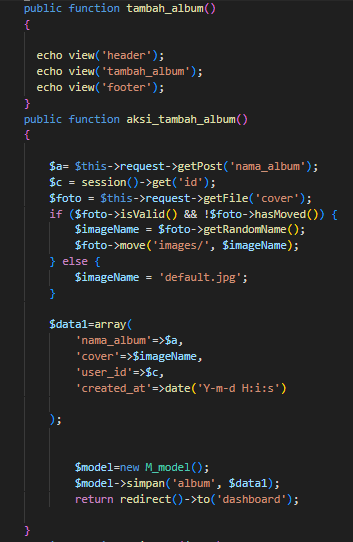 public function tambah_album()
{
echo view('header');
echo view('tambah_album');
echo view('footer');
}
public function aksi_tambah_album()
{
$a= $this->request->getPost('nama_album');
$c = session()->get('id');
$foto = $this->request->getFile('cover');
if ($foto->isValid() && !$foto->hasMoved()) {
$imageName = $foto->getRandomName();
$foto->move('images/', $imageName);
} else {
$imageName = 'default.jpg';
}
$data1=array(
'nama_album'=>$a,
'cover'=>$imageName,
'user_id'=>$c,
'created_at'=>date('Y-m-d H:i:s')
);
$model=new M_model();
$model->simpan('album', $data1);
return redirect()->to('dashboard');
}